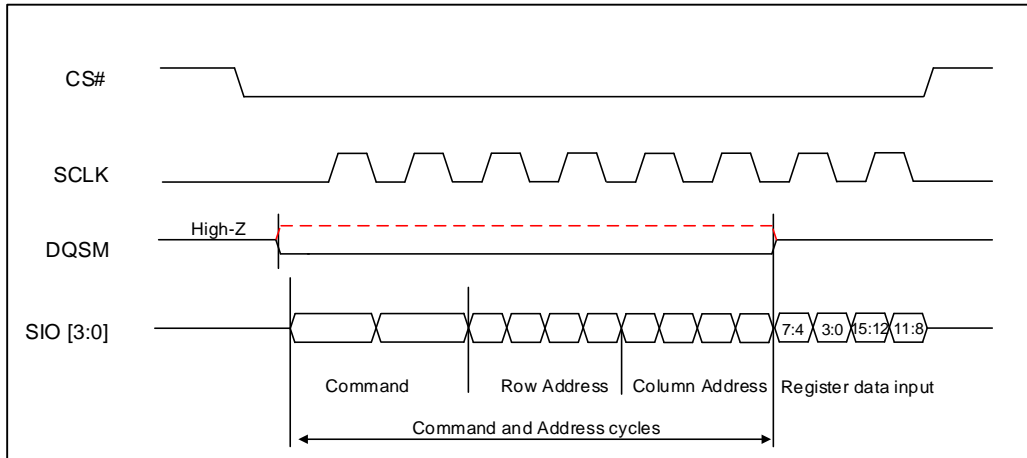 CS#
SCLK
High-Z
DQSM
SIO [3:0]
7:4 3:0 15:12 11:8
Command Row Address Column Address Register data input
Command and Address cycles